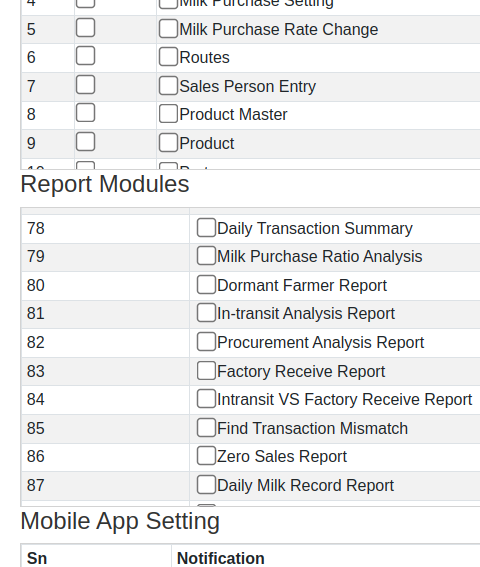 4 Milk Purchase Setting
5 Milk Purchase Rate Change
6 Routes
7 Sales Person Entry
8 Product Master
9 Product
Report Modules
78 Daily Transaction Summary
79 Milk Purchase Ratio Analysis
80 Dormant Farmer Report
81 In-transit Analysis Report
82 Procurement Analysis Report
83 Factory Receive Report
84 Intransit VS Factory Receive Report
85 Find Transaction Mismatch
86 Zero Sales Report
87 Daily Milk Record Report
Mobile App Setting
Sn Notification